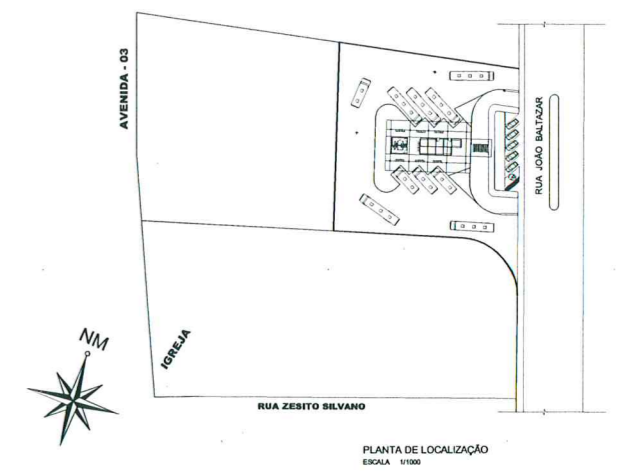 AVENIDA - 03
RUA JOÃO BALTAZAR
NM
IGREJA
RUA ZESITO SILVANO
PLANTA DE LOCALIZAÇÃO
ESCALA 1/1000